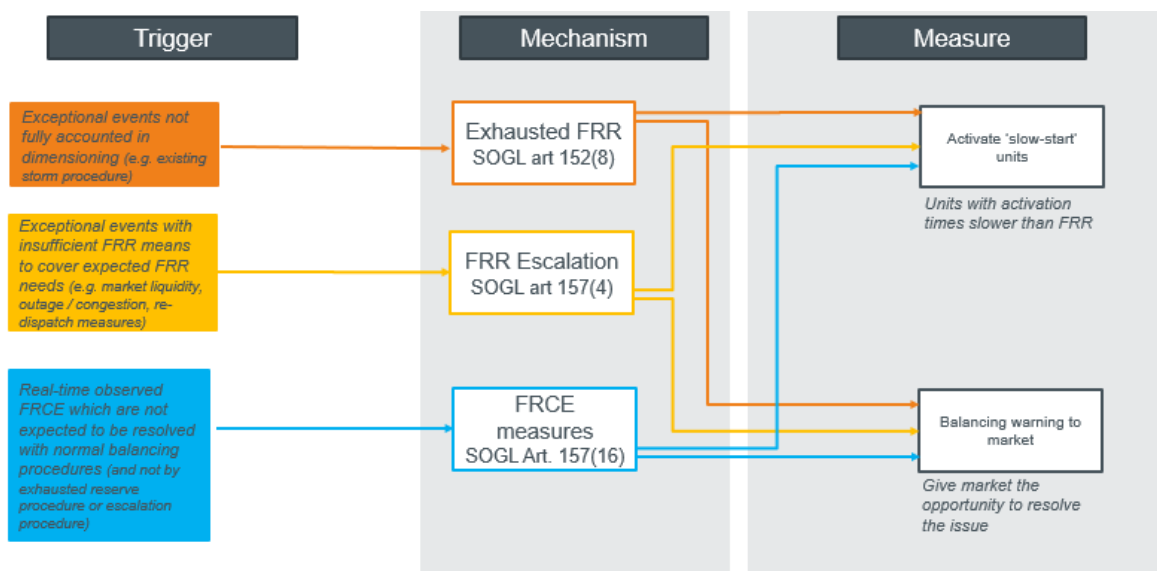 Trigger
Mechanism
Measure
Exceptional events not
fully accounted in
dimensioning (e.g. existing
storm procedure)
Exhausted FRR
SOGL art 152(8)
Activate 'slow-start'
units
Units with activation
times slower than FRR
Exceptional events with
insufficient FRR means
to cover expected FRR
needs (e.g. market liquidity,
outage / congestion, re-
dispatch measures)
FRR Escalation
SOGL art 157(4)
Real-time observed
FRCE which are not
expected to be resolved
with normal balancing
procedures (and not by
exhausted reserve
procedure or escalation
procedure)
FRCE
measures
SOGL Art. 157(16)
Balancing warning to
market
Give market the
opportunity to resolve
the issue